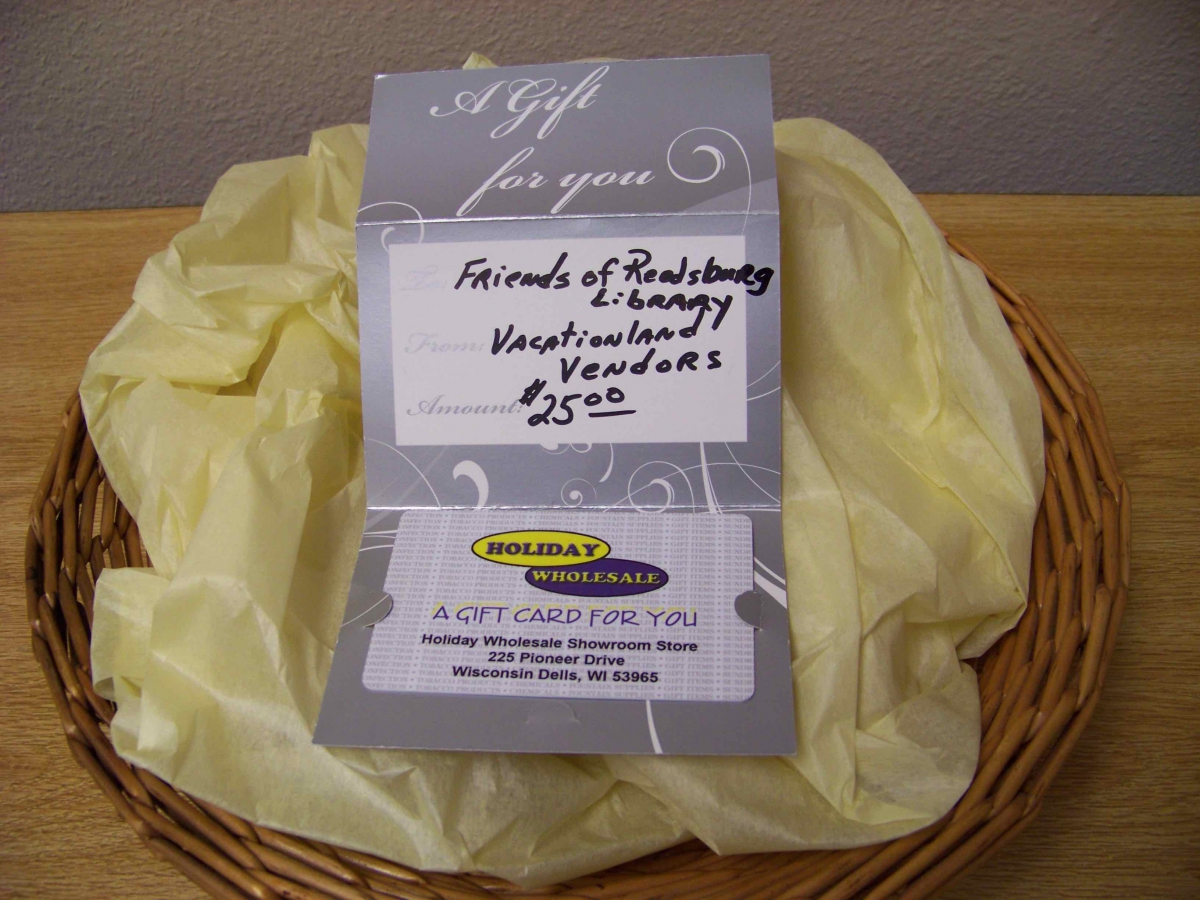 A Gift
for you
To: Friends of Reedsburg
Library
From: Vacationland
Vendors
Amount: $25.00
HOLIDAY
WHOLESALE
A GIFT CARD FOR YOU
Holiday Wholesale Showroom Store
225 Pioneer Drive
Wisconsin Dells, WI 53965